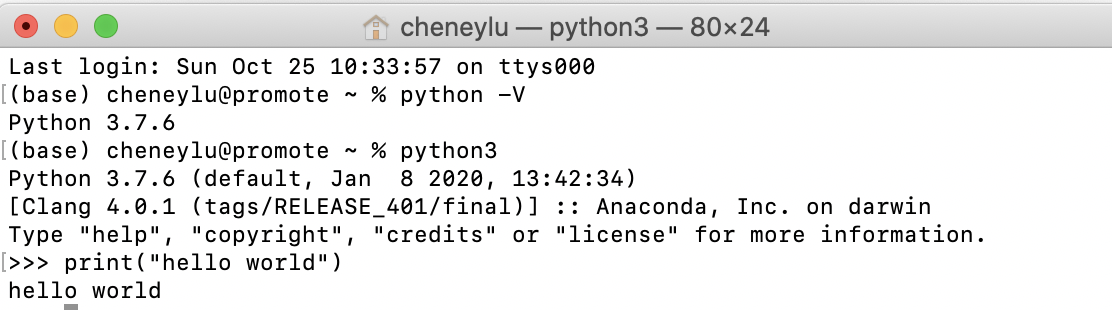 cheneylu — python3 — 80×24
Last login: Sun Oct 25 10:33:57 on ttys000
[(base) cheneylu@promote ~ % python -V
Python 3.7.6
[(base) cheneylu@promote ~ % python3
Python 3.7.6 (default, Jan  8 2020, 13:42:34)
[Clang 4.0.1 (tags/RELEASE_401/final)] :: Anaconda, Inc. on darwin
Type "help", "copyright", "credits" or "license" for more information.
[>>> print("hello world")
hello world